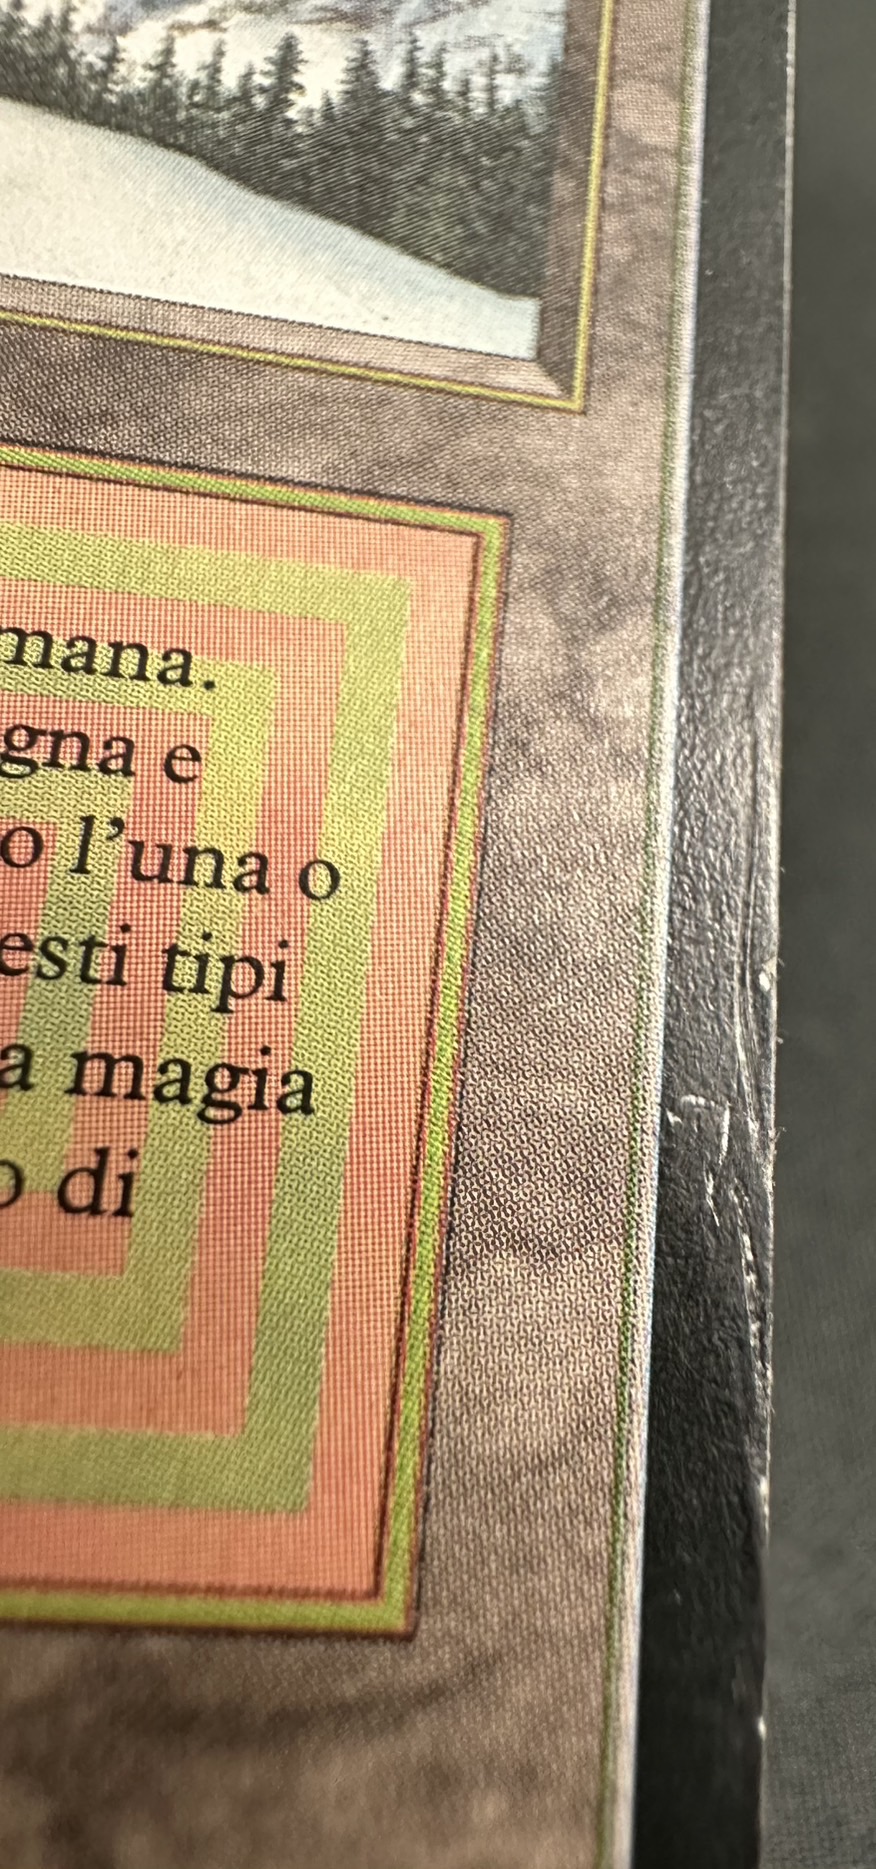 mana.
gna e
o l’una o
esti tipi
a magia
o di